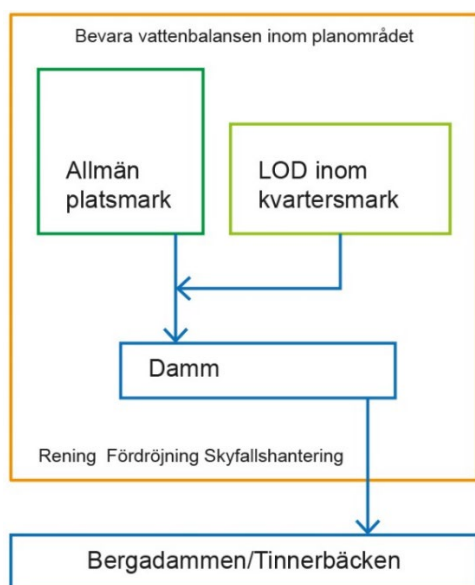 Bevara vattenbalansen inom planområdet
Allmän
platsmark
LOD inom
kvartersmark
Damm
Rening Fördröjning Skyfallshantering
Bergadammen/Tinnerbäcken